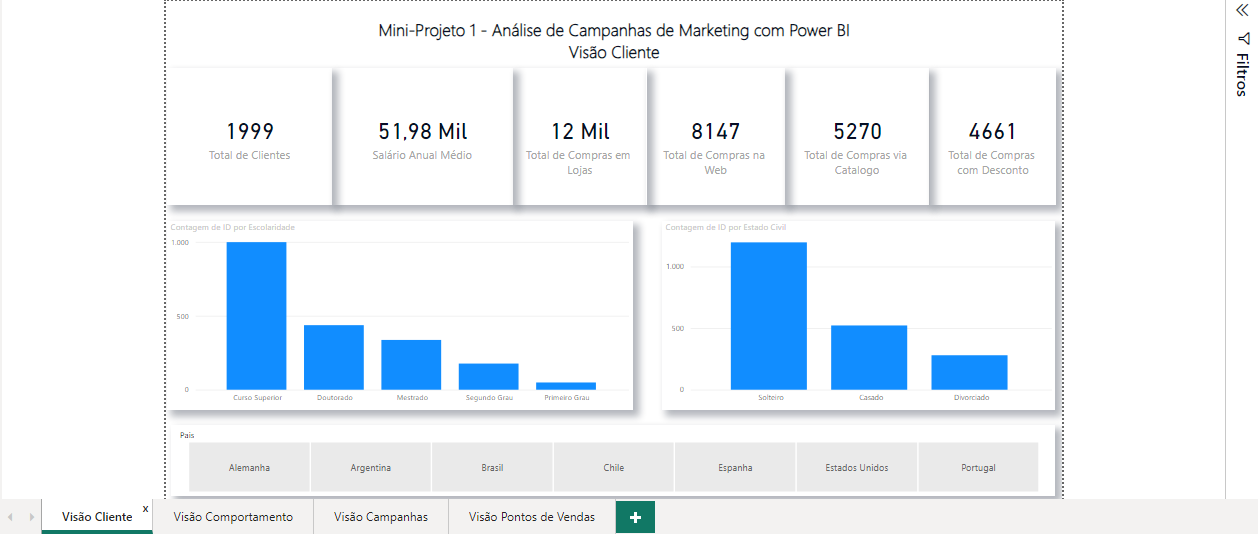 Mini-Projeto 1 - Análise de Campanhas de Marketing com Power BI
Visão Cliente
Filtros
1999
Total de Clientes
51,98 Mil
Salário Anual Médio
12 Mil
Total de Compras em
Lojas
8147
Total de Compras na
Web
5270
Total de Compras via
Catalogo
4661
Total de Compras
com Desconto
Contagem de ID por Escolaridade
1.000
500
0
Curso Superior
Doutorado
Mestrado
Segundo Grau
Primeiro Grau
Contagem de ID por Estado Civil
1.000
500
0
Solteiro
Casado
Divorciado
Pais
Alemanha
Argentina
Brasil
Chile
Espanha
Estados Unidos
Portugal
Visão Cliente
x
Visão Comportamento
Visão Campanhas
Visão Pontos de Vendas
+